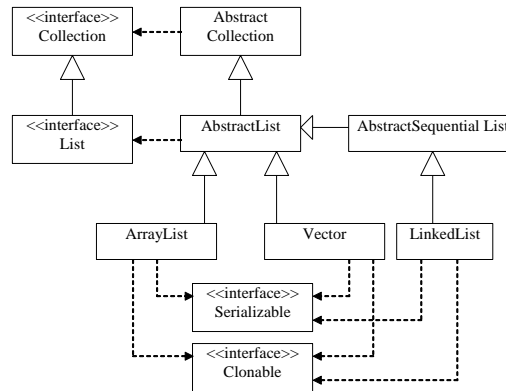 <<interface>>
Collection
Abstract
Collection
<<interface>>
List
AbstractList
AbstractSequential List
ArrayList
Vector
LinkedList
<<interface>>
Serializable
<<interface>>
Clonable